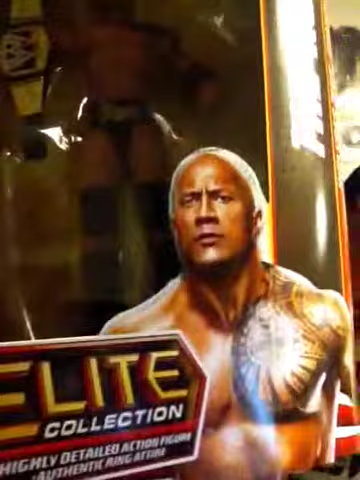 ELITE
COLLECTION
HIGHLY DETAILED ACTION FIGURE
AUTHENTIC RING ATTIRE